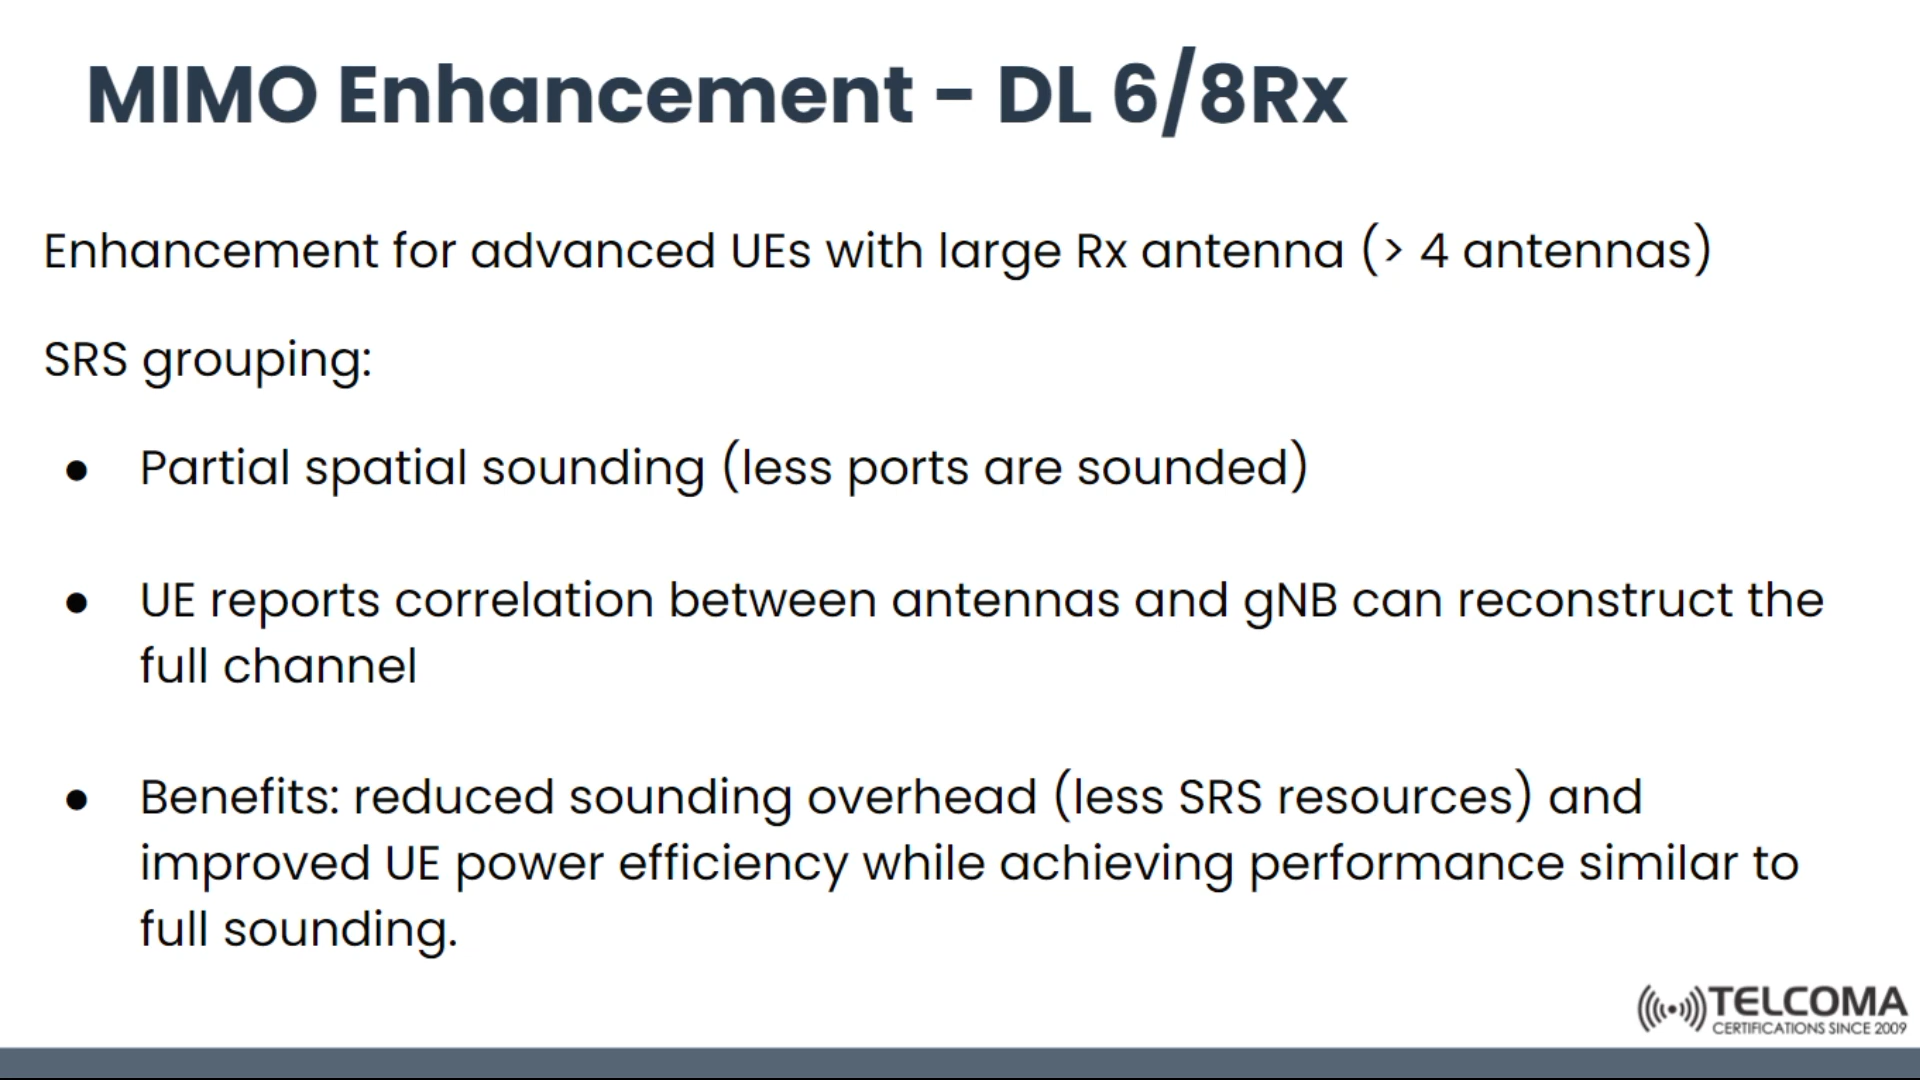 MIMO Enhancement – DL 6/8Rx
Enhancement for advanced UEs with large Rx antenna (> 4 antennas)
SRS grouping:
● Partial spatial sounding (less ports are sounded)
● UE reports correlation between antennas and gNB can reconstruct the
full channel
● Benefits: reduced sounding overhead (less SRS resources) and
improved UE power efficiency while achieving performance similar to
full sounding.
TELCOMA
CERTIFICATIONS SINCE 2009